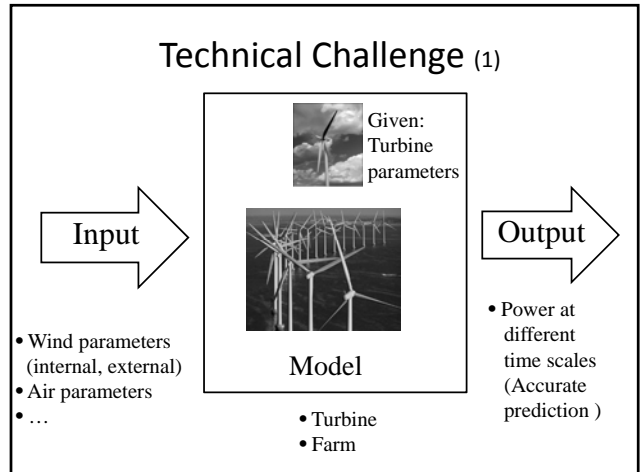 Technical Challenge (1)
Given:
Turbine
parameters
Input
Output
Model
• Wind parameters
(internal, external)
• Air parameters
• …
• Turbine
• Farm
• Power at
different
time scales
(Accurate
prediction )